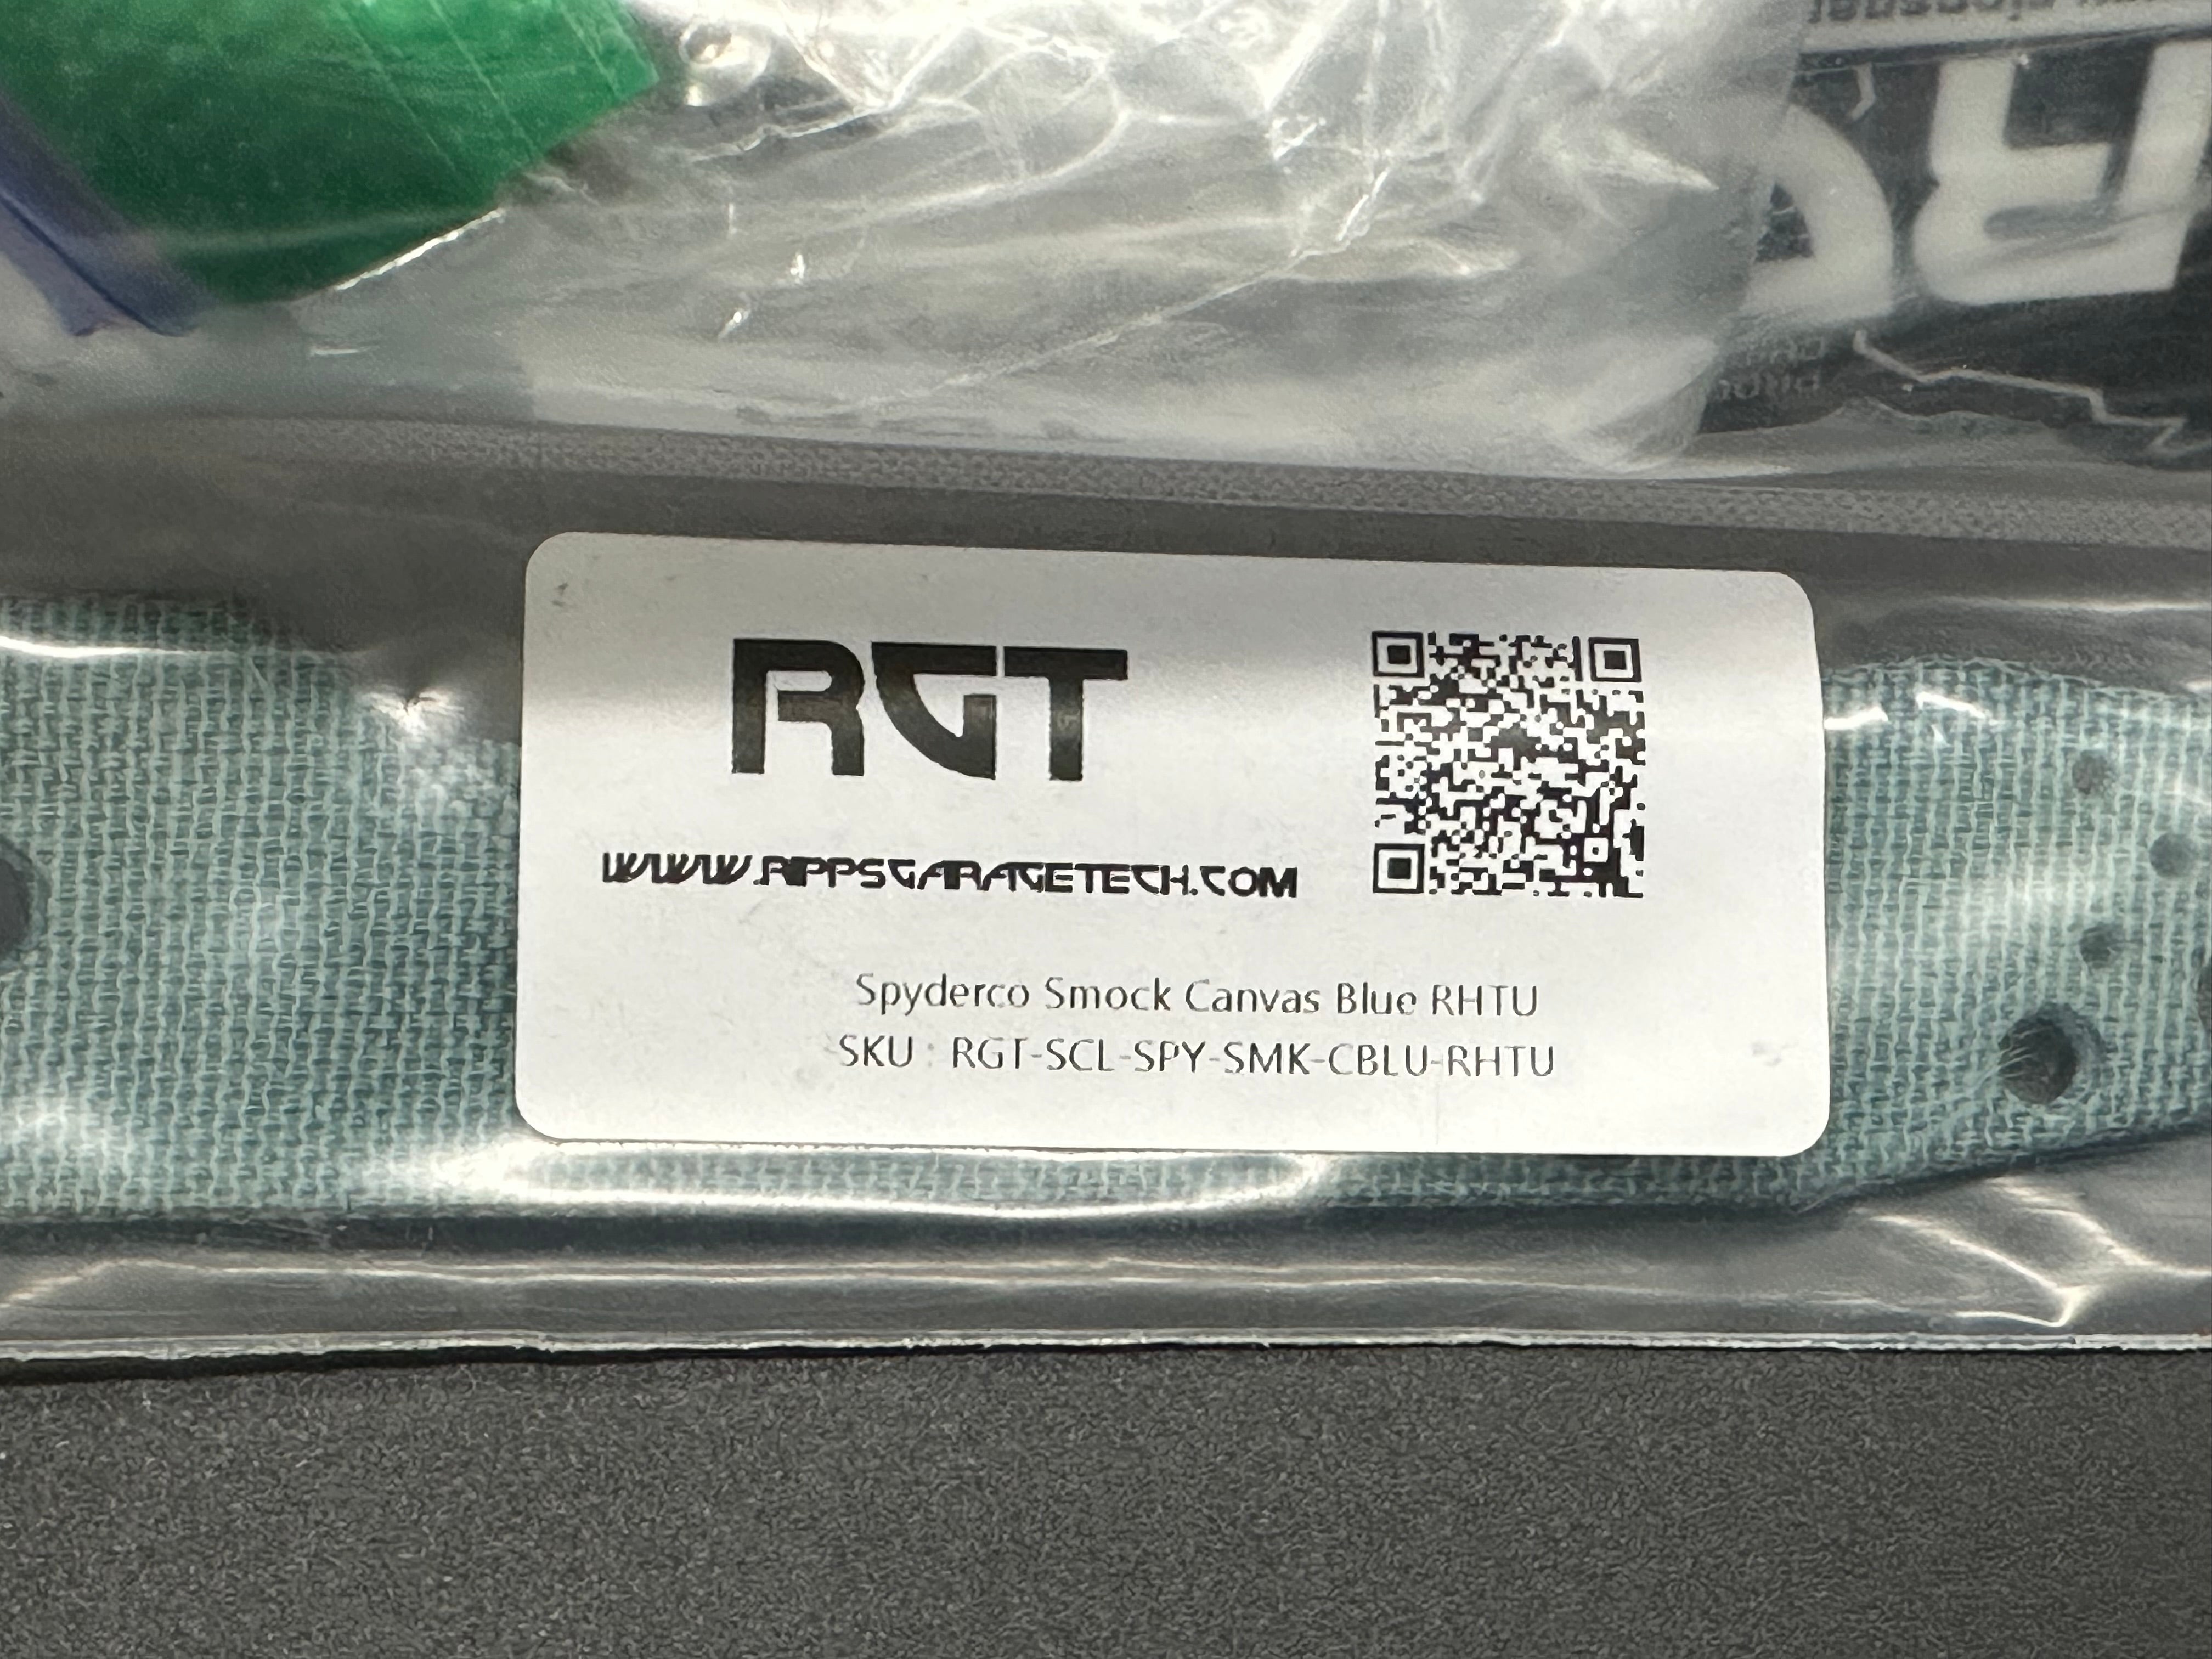 RGT
WWW.RIPPSGARAGETECH.COM
Spyderco Smock Canvas Blue RHTU
SKU : RGT-SCL-SPY-SMK-CBLU-RHTU